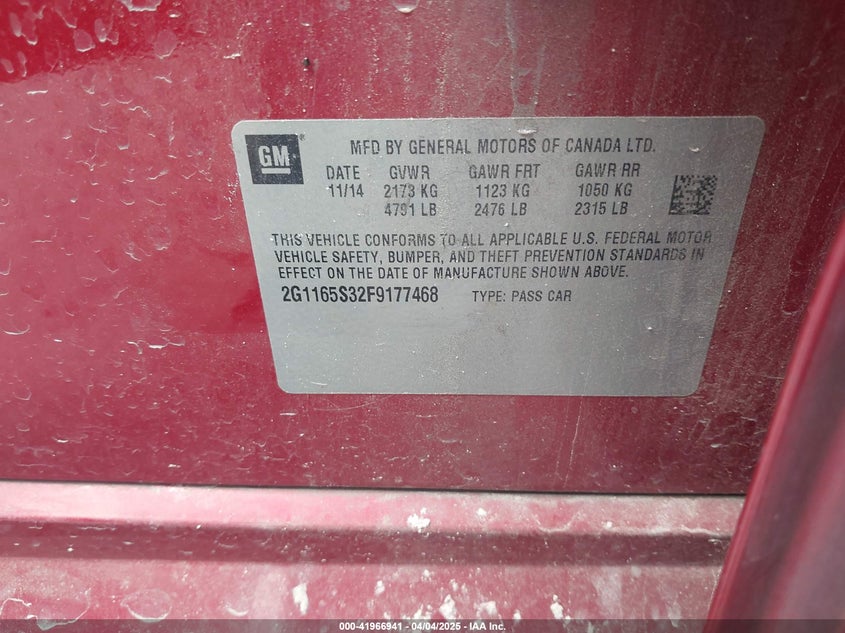 GM ® MFD BY GENERAL MOTORS OF CANADA LTD.
DATE GVWR GAWR FRT GAWR RR
11/14 2173 KG 1123 KG 1050 KG
4791 LB 2476 LB 2315 LB
THIS VEHICLE CONFORMS TO ALL APPLICABLE U.S. FEDERAL MOTOR
VEHICLE SAFETY, BUMPER, AND THEFT PREVENTION STANDARDS IN
EFFECT ON THE DATE OF MANUFACTURE SHOWN ABOVE.
2G1165S32F9177468 TYPE: PASS CAR
000-41966941 - 04/04/2025 - IAA Inc.